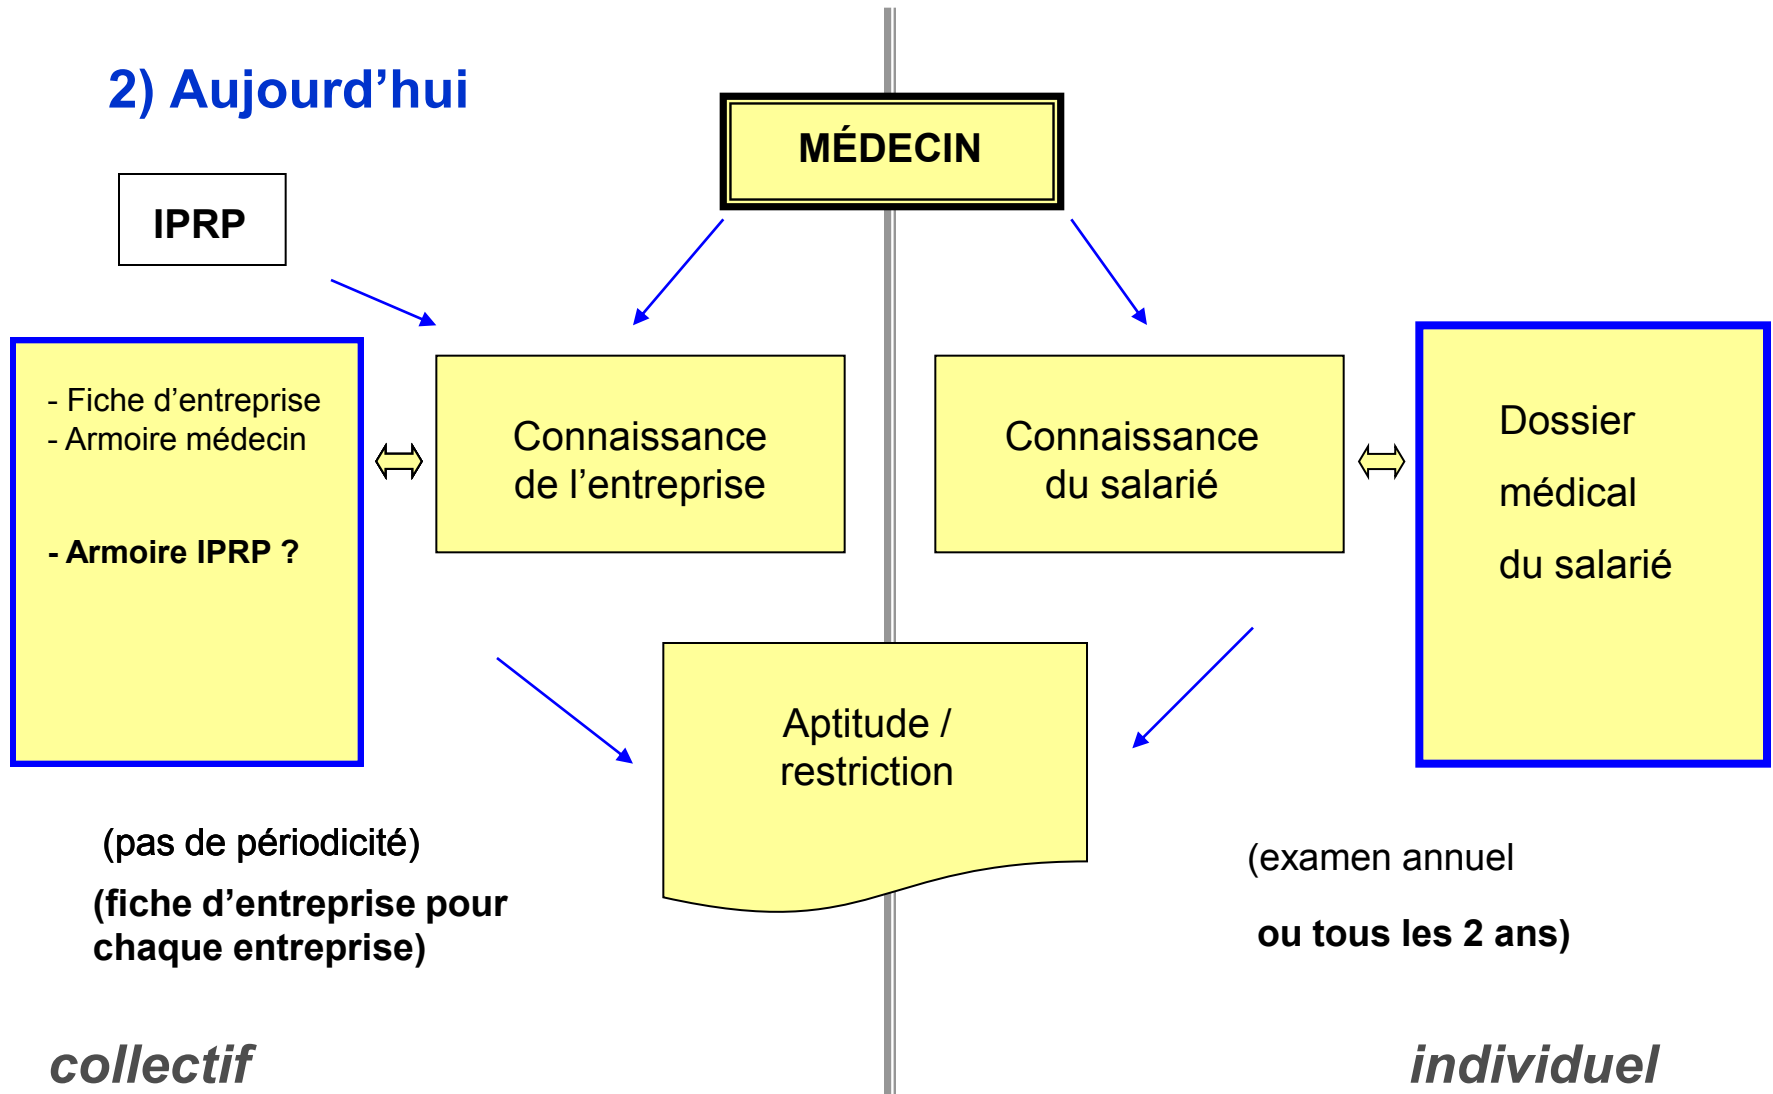 2) Aujourd’hui
MÉDECIN
IPRP
- Fiche d’entreprise
- Armoire médecin
- Armoire IPRP ?
Connaissance
de l’entreprise
Connaissance
du salarié
Dossier
médical
du salarié
Aptitude /
restriction
(pas de périodicité)
(fiche d’entreprise pour
chaque entreprise)
(examen annuel
ou tous les 2 ans)
collectif
individuel